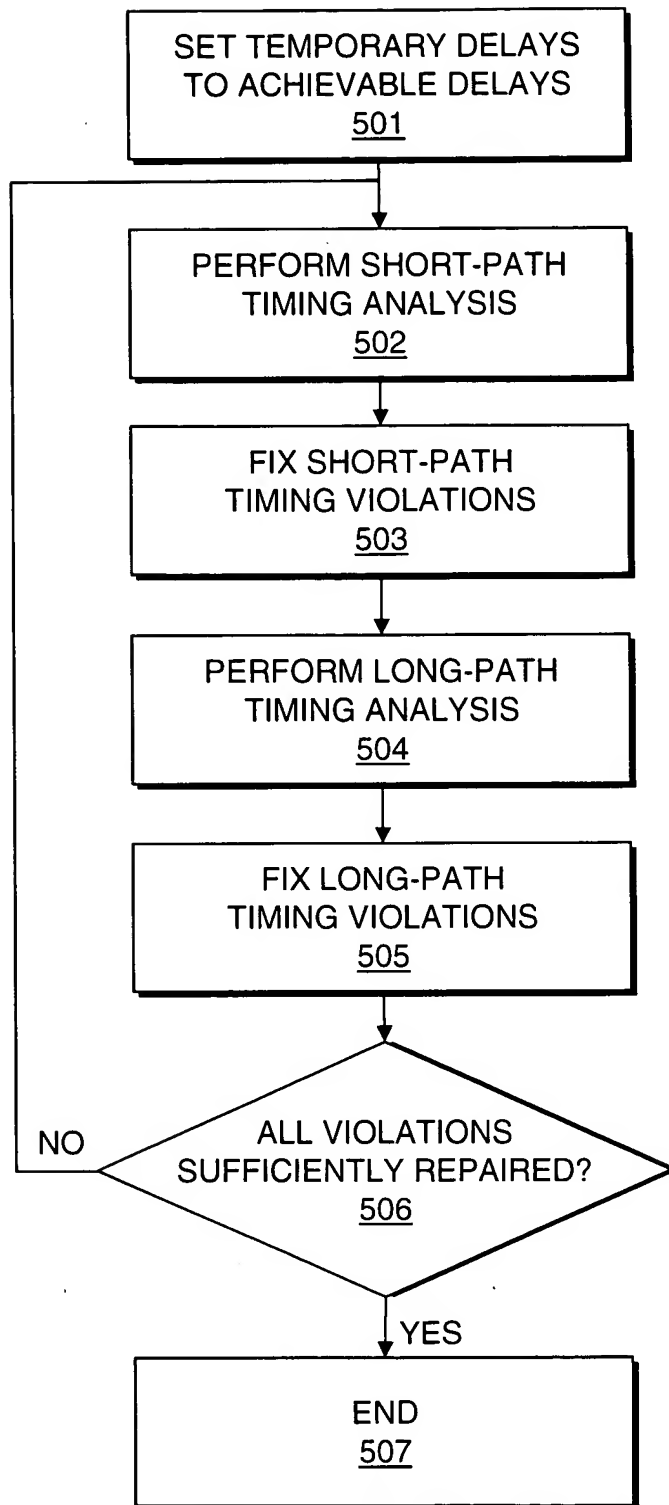 SET TEMPORARY DELAYS
TO ACHIEVABLE DELAYS
501
PERFORM SHORT-PATH
TIMING ANALYSIS
502
FIX SHORT-PATH
TIMING VIOLATIONS
503
PERFORM LONG-PATH
TIMING ANALYSIS
504
FIX LONG-PATH
TIMING VIOLATIONS
505
NO
ALL VIOLATIONS
SUFFICIENTLY REPAIRED?
506
YES
END
507